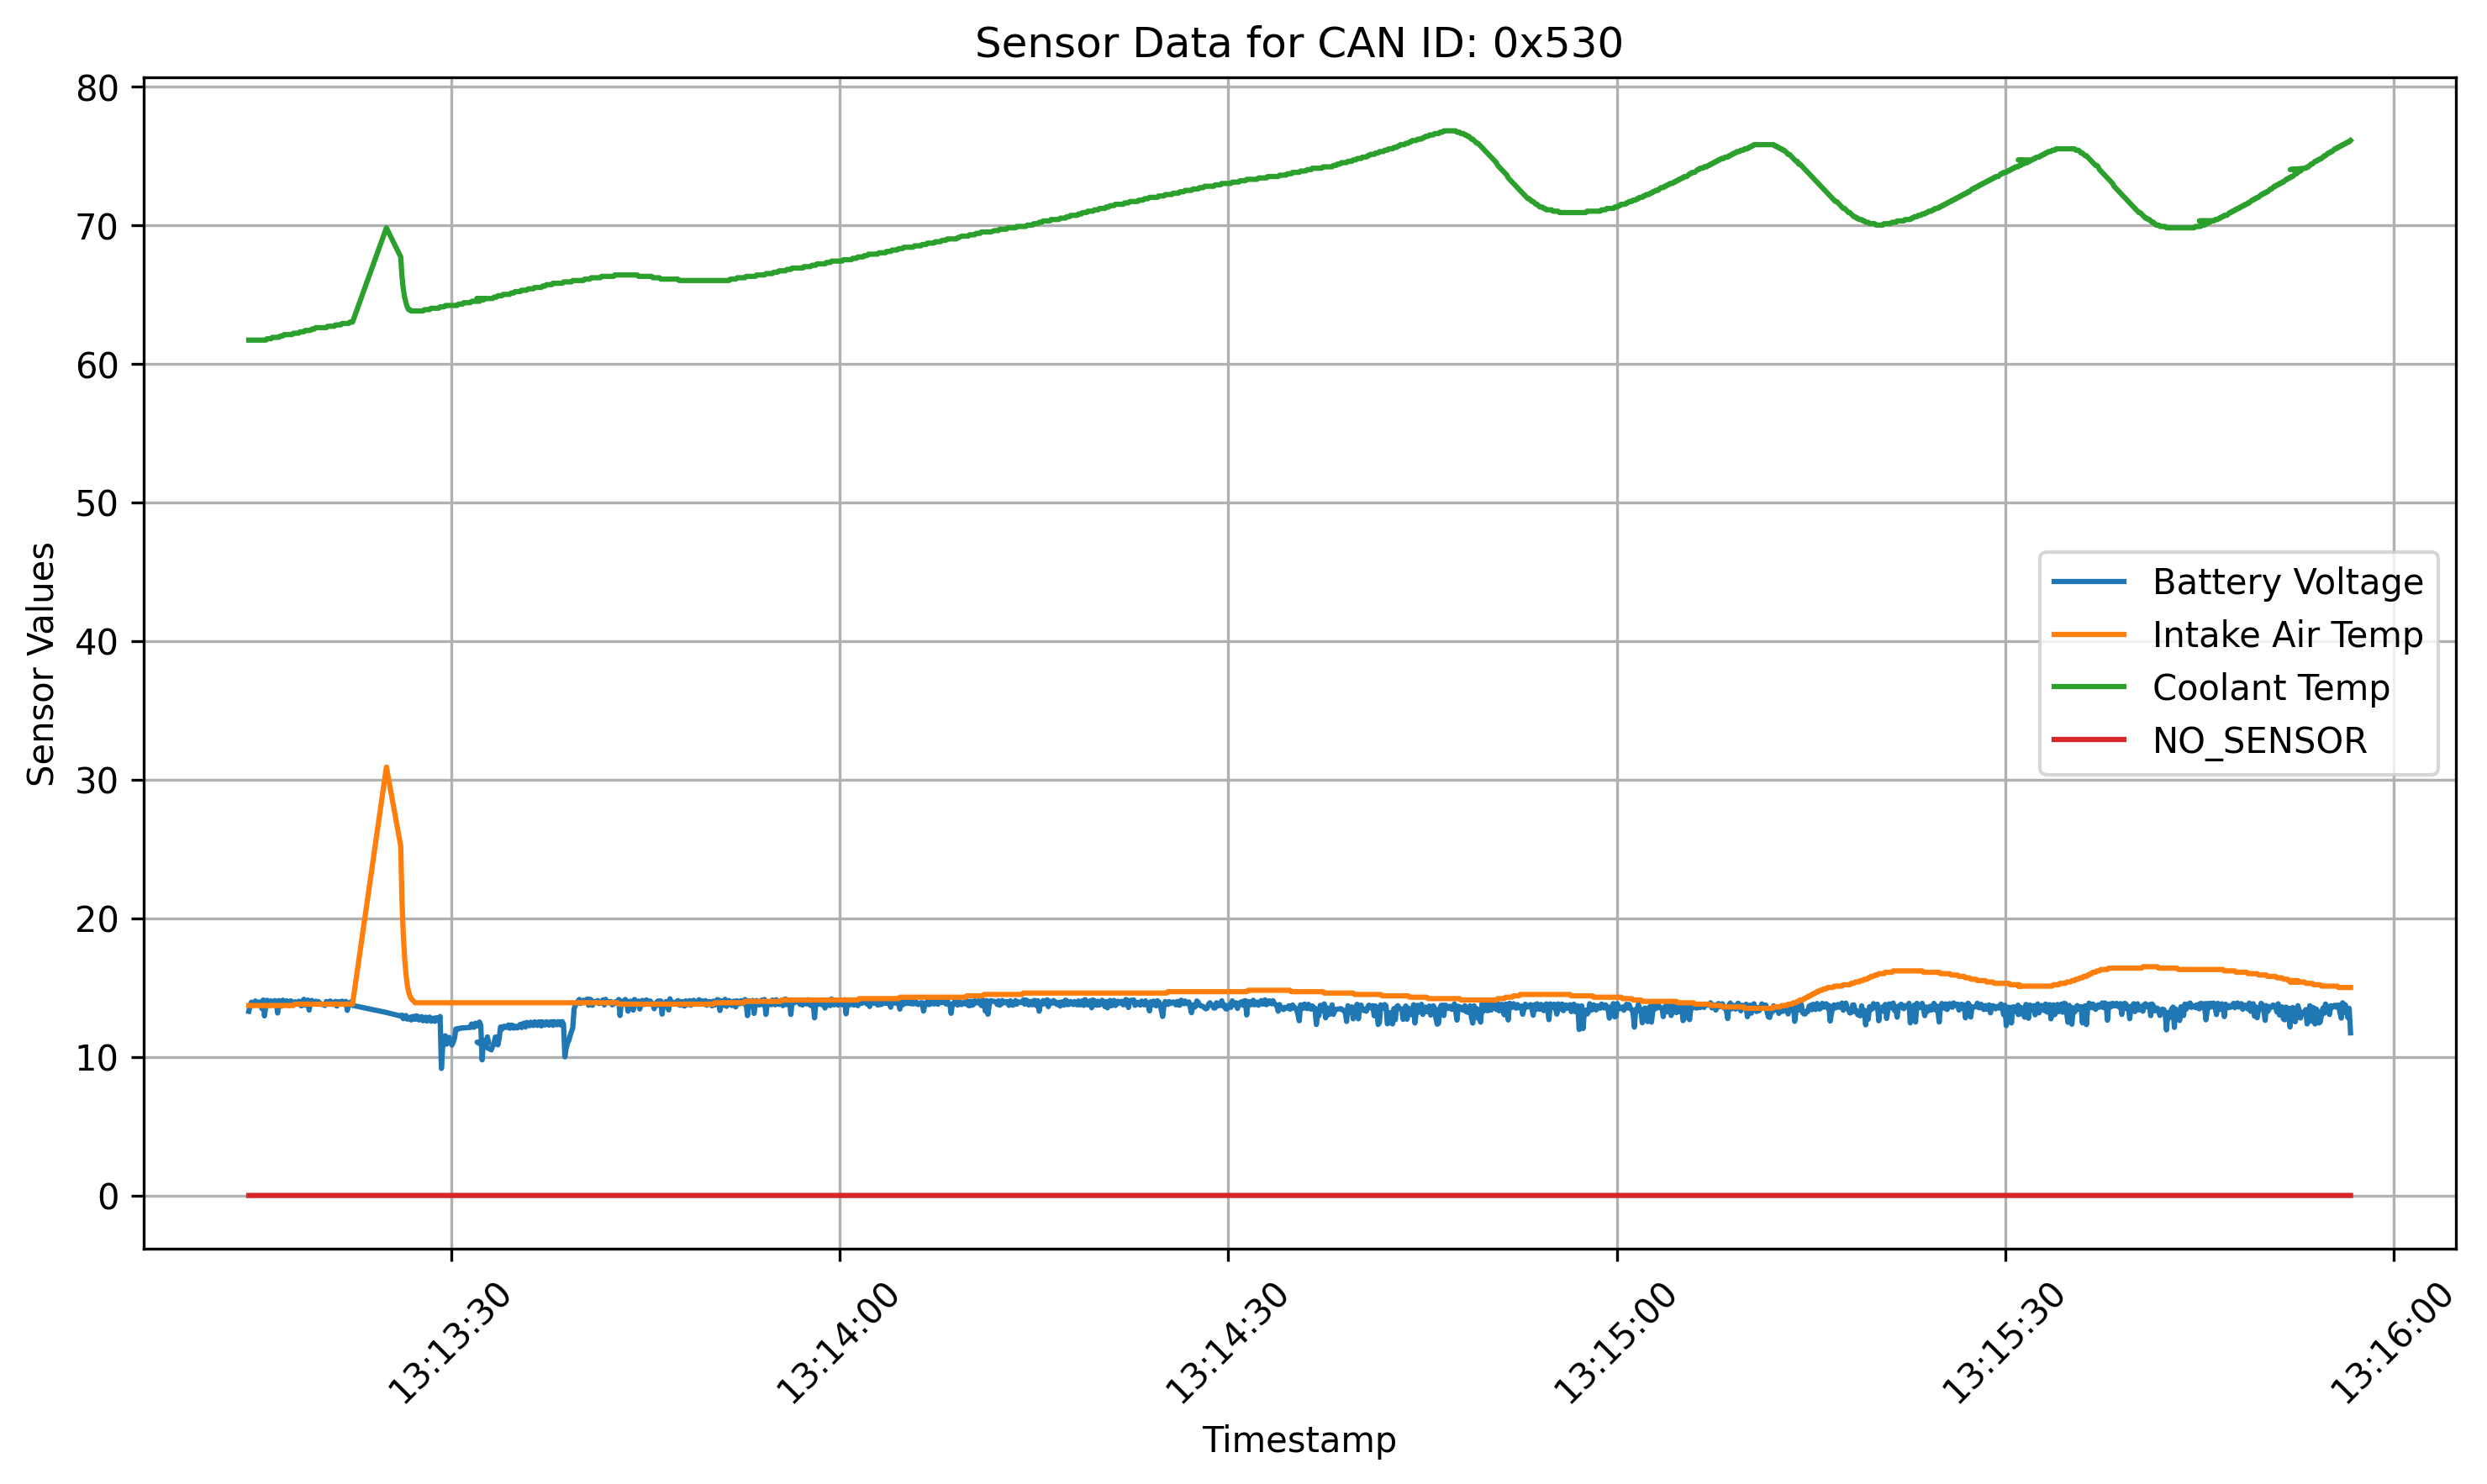 Sensor Data for CAN ID: 0x530
80
70
60
50
40
30
20
10
0
Sensor Values
Battery Voltage
Intake Air Temp
Coolant Temp
NO_SENSOR
13:13:30
13:14:00
13:14:30
13:15:00
13:15:30
13:16:00
Timestamp